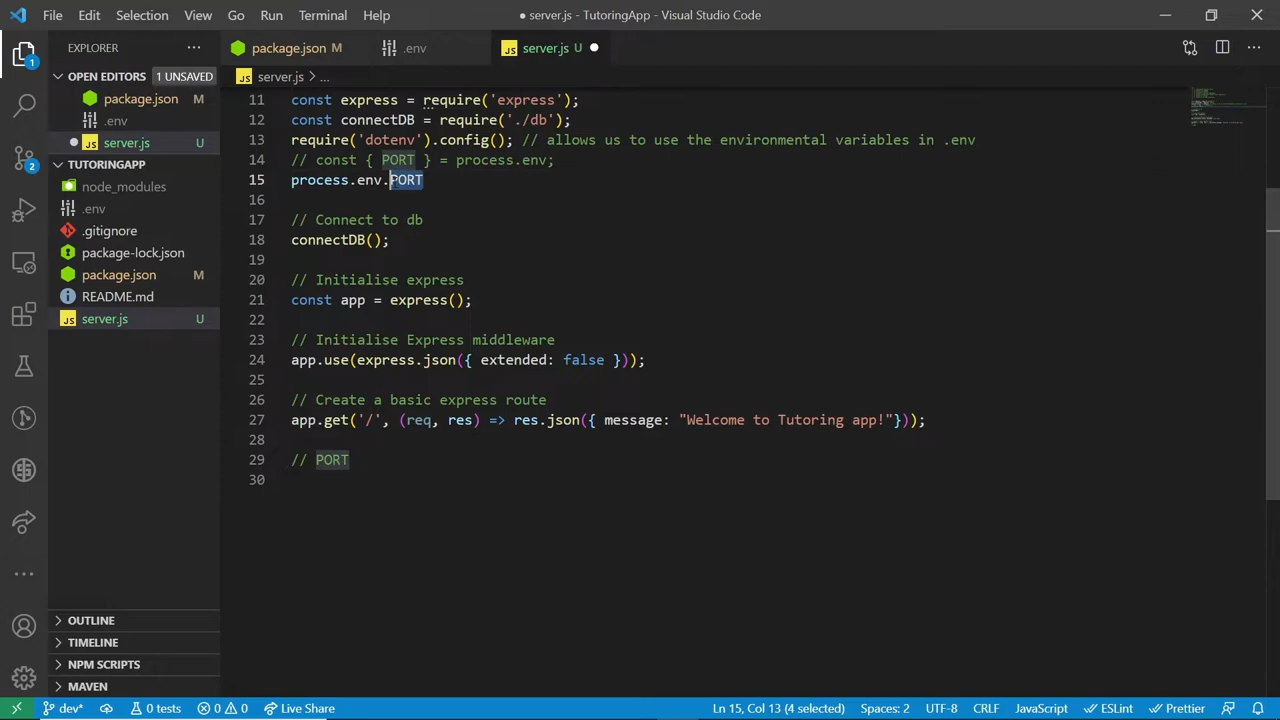 File Edit Selection View Go Run Terminal Help
● server.js - TutoringApp - Visual Studio Code
EXPLORER
package.json M
.env
JS server.js U
JS server.js > ...
OPEN EDITORS 1 UNSAVED
package.json M
.env
JS server.js U
TUTORINGAPP
node_modules
.env
.gitignore
package-lock.json
package.json M
README.md
JS server.js U
OUTLINE
TIMELINE
NPM SCRIPTS
MAVEN
1
2
11 const express = require('express');
12 const connectDB = require('./db');
13 require('dotenv').config(); // allows us to use the environmental variables in .env
14 // const { PORT } = process.env;
15 process.env.PORT
16
17 // Connect to db
18 connectDB();
19
20 // Initialise express
21 const app = express();
22
23 // Initialise Express middleware
24 app.use(express.json({ extended: false }));
25
26 // Create a basic express route
27 app.get('/', (req, res) => res.json({ message: "Welcome to Tutoring app!"}));
28
29 // PORT
30
dev* 0 tests 0 0 Live Share
Ln 15, Col 13 (4 selected) Spaces: 2 UTF-8 CRLF JavaScript ESLint Prettier